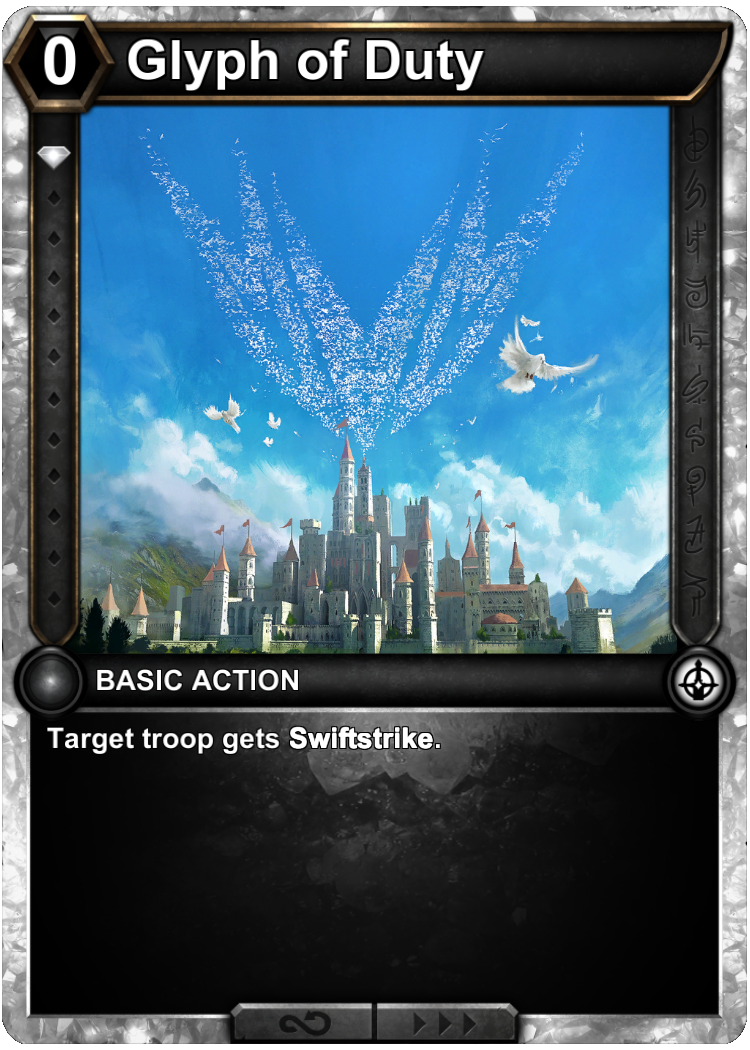 0
Glyph of Duty
BASIC ACTION
Target troop gets Swiftstrike.